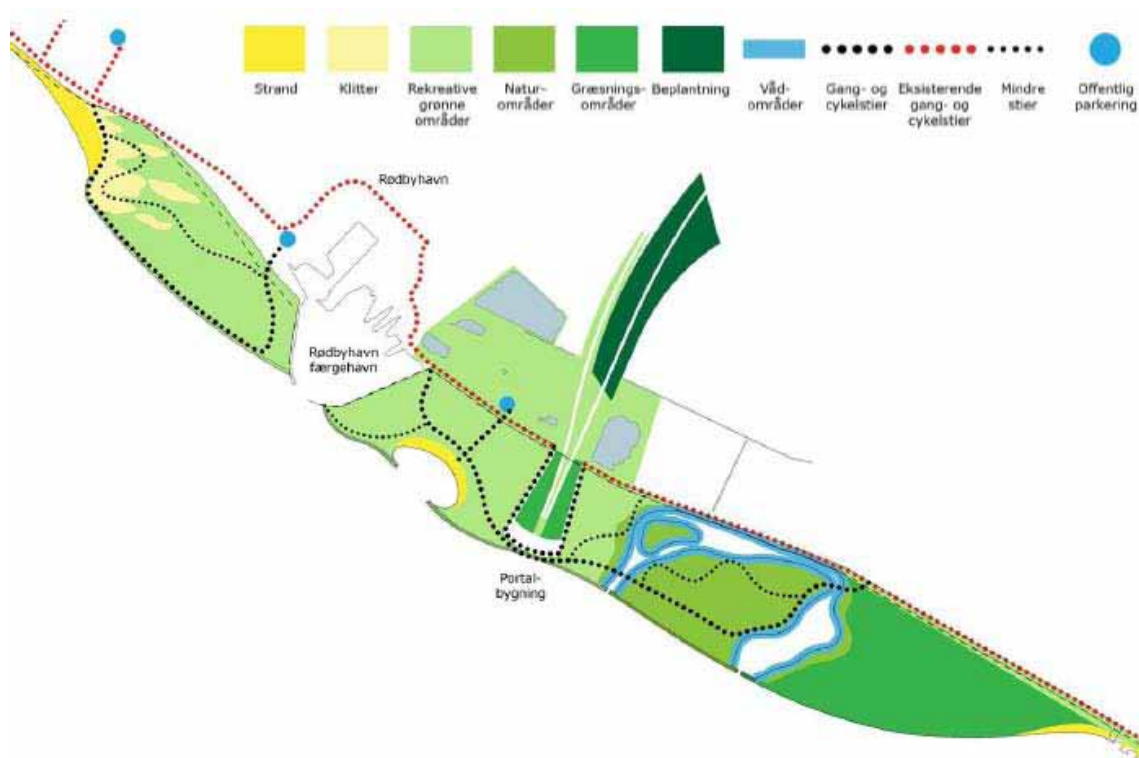 Strand
Klitter
Rekreative
grønne
områder
Natur-
områder
Græsnings-
områder
Beplantning
Våd-
områder
Gang- og
cykelstier
Eksisterende
gang- og
cykelstier
Mindre
stier
Offentlig
parkering
Rødbyhavn
Rødbyhavn
færgehavn
Portal-
bygning